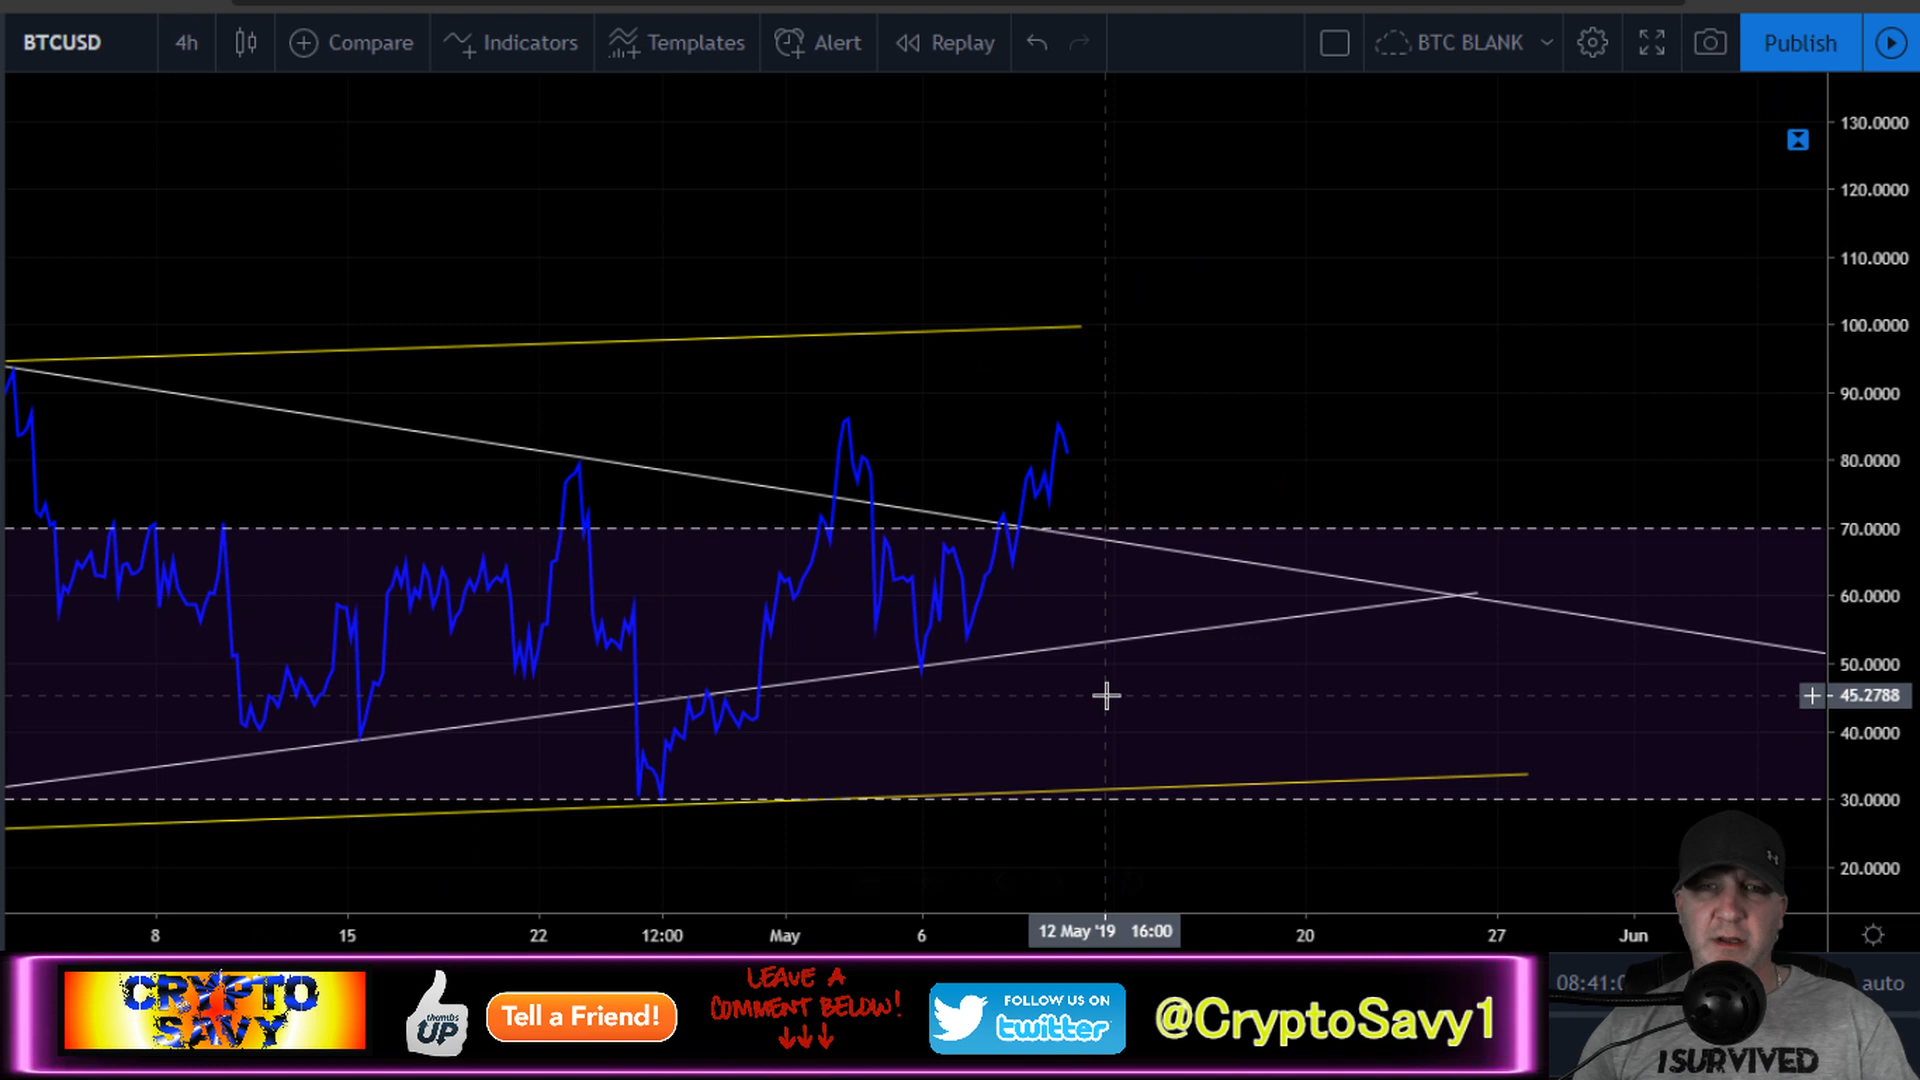 BTCUSD 4h Compare Indicators Templates Alert Replay BTC BLANK Publish
130.0000
120.0000
110.0000
100.0000
90.0000
80.0000
70.0000
60.0000
50.0000
45.2788
40.0000
30.0000
20.0000
8 15 22 12:00 May 6 12 May '19 16:00 20 27 Jun
08:41:0 auto
CRYPTO
SAVY
thumbs
UP
Tell a Friend!
LEAVE A
COMMENT BELOW!
FOLLOW US ON
twitter
@CryptoSavy1
I SURVIVED